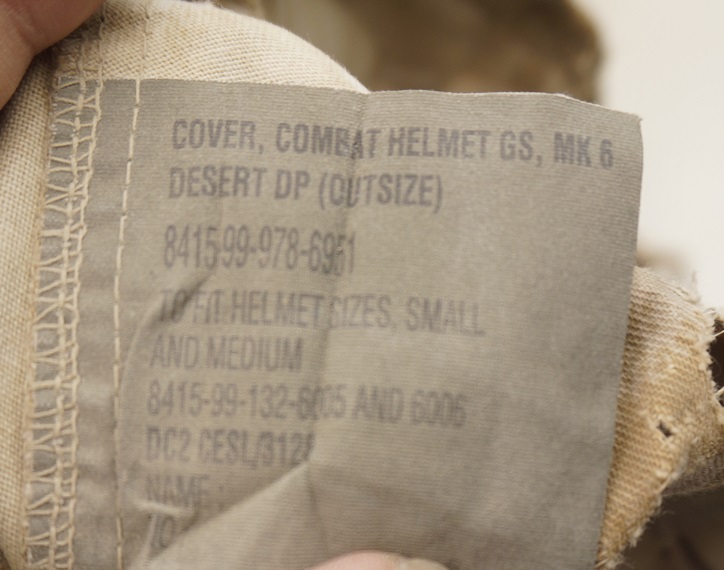 COVER, COMBAT HELMET GS, MK 6
DESERT DP (OUTSIZE)
8415 99-978-6951
TO FIT HELMET SIZES, SMALL
AND MEDIUM
8415-99-132-6005 AND 6006
DC2 CESL/3128
NAME :